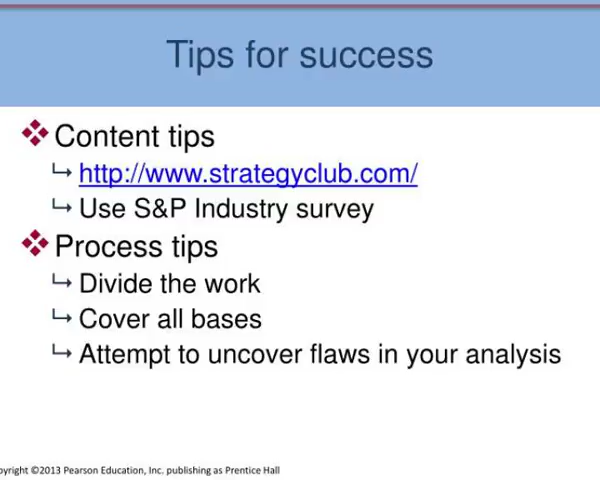 Tips for success
Content tips
http://www.strategyclub.com/
Use S&P Industry survey
Process tips
Divide the work
Cover all bases
Attempt to uncover flaws in your analysis
©2013 Pearson Education, Inc. publishing as Prentice Hall